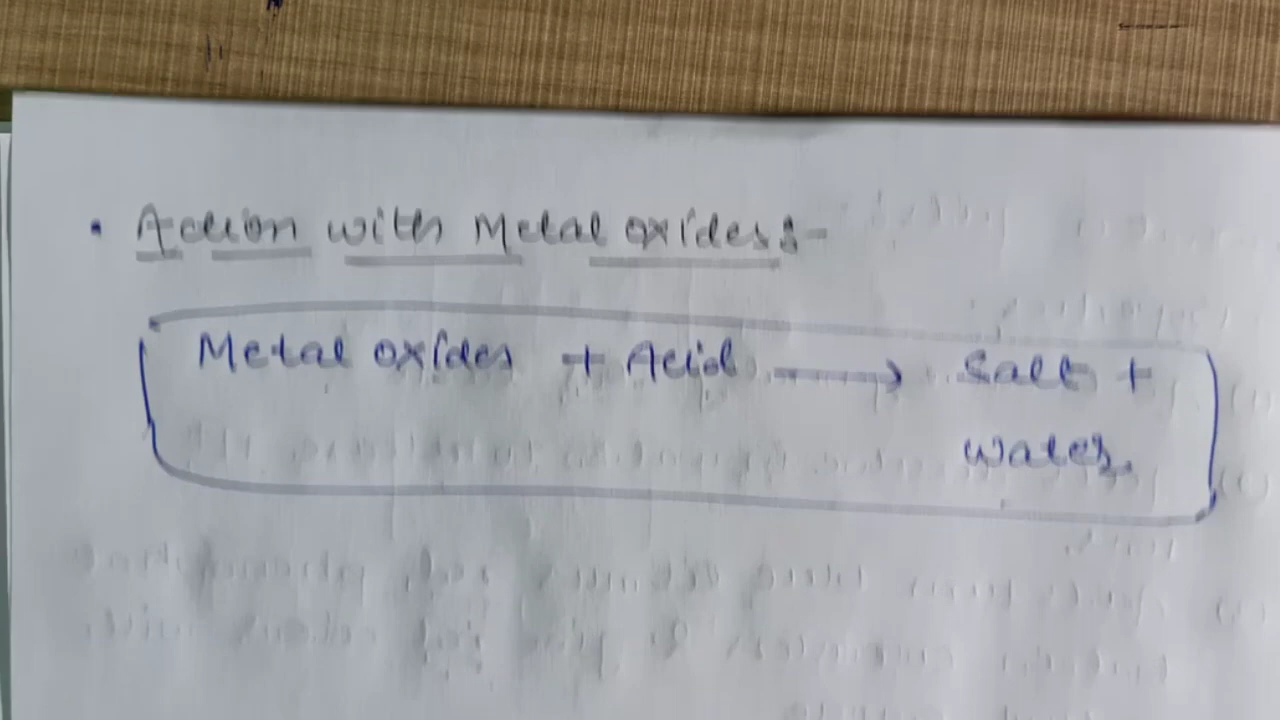 • Action with Metal oxides :-
Metal oxides + Acid ⟶ Salt +
Water.